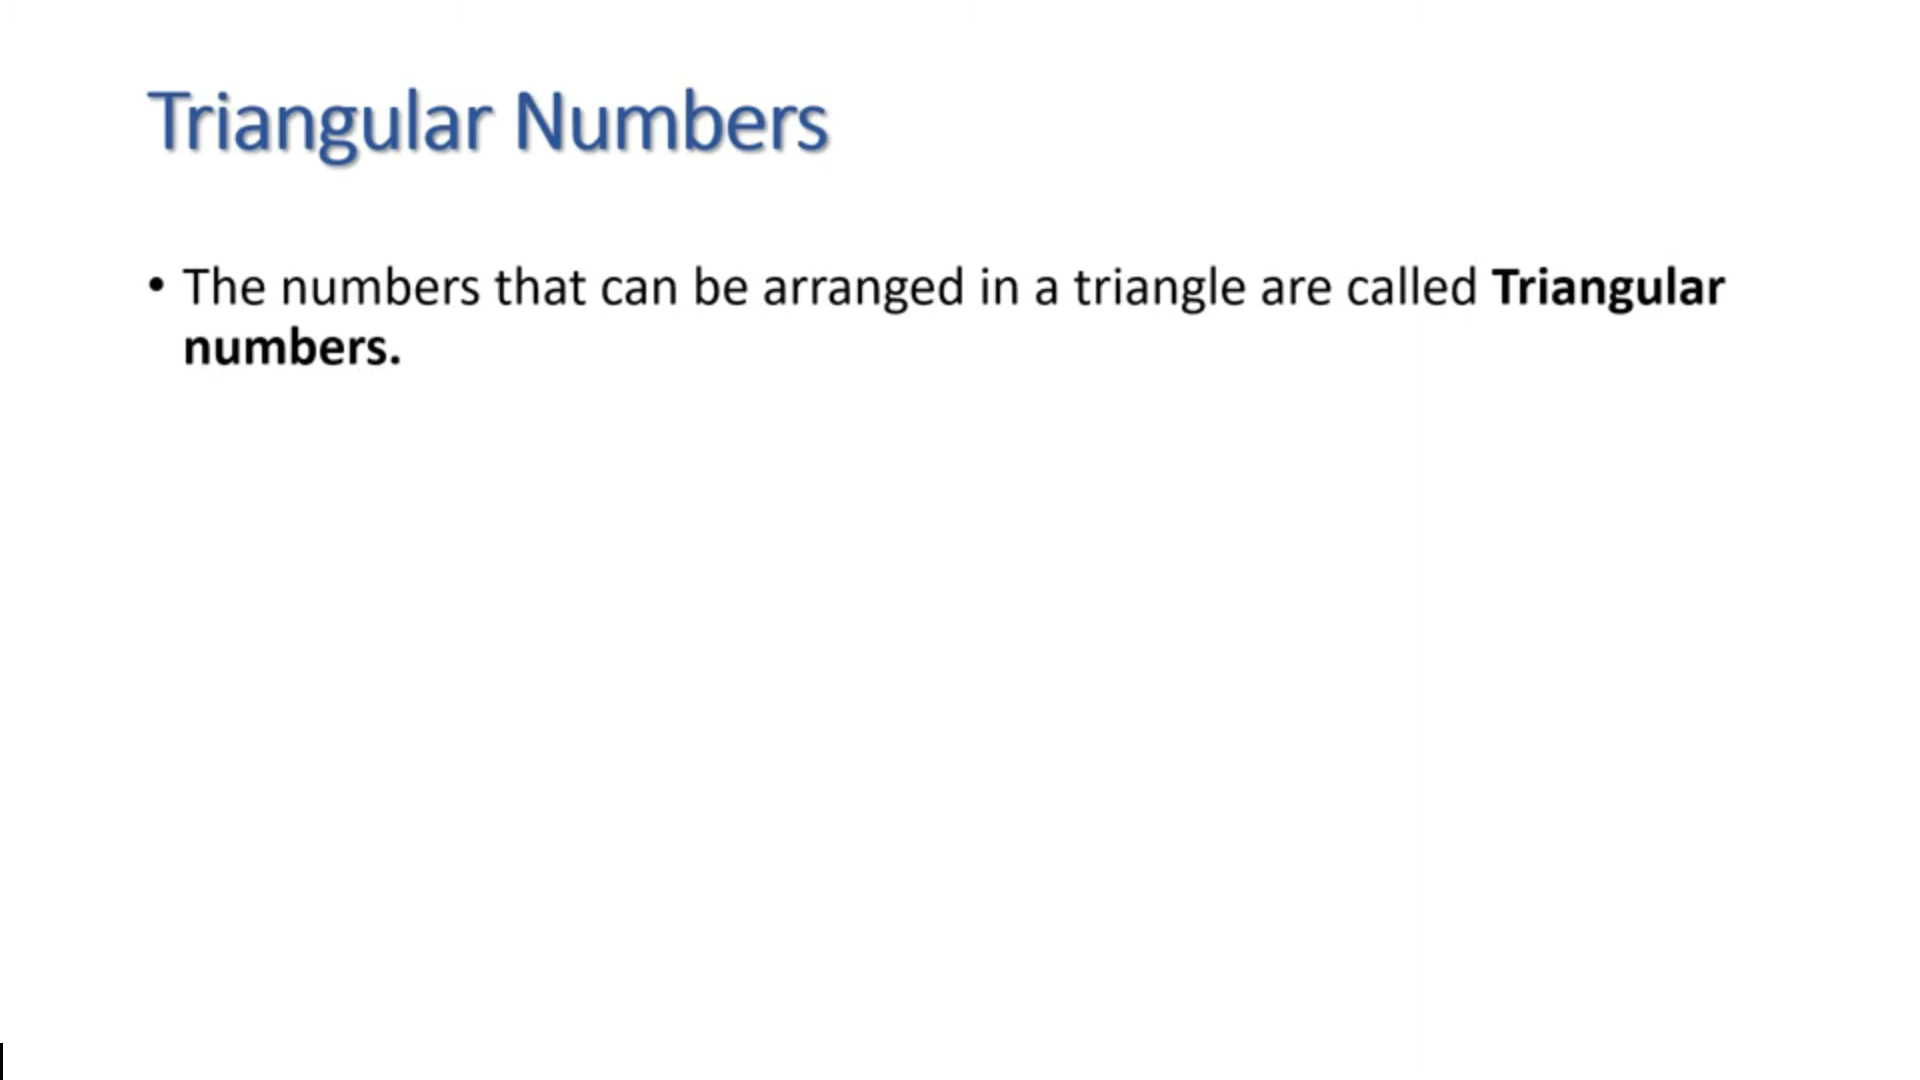 Triangular Numbers
• The numbers that can be arranged in a triangle are called Triangular
numbers.